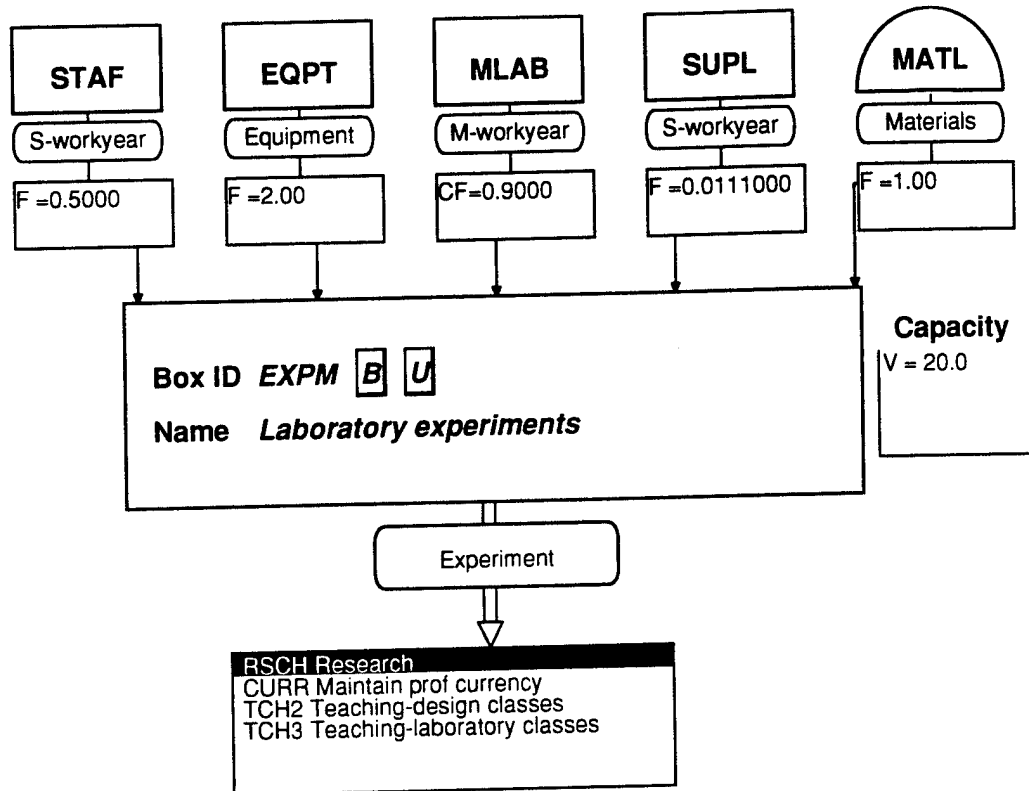 STAF EQPT MLAB SUPL MATL
S-workyear Equipment M-workyear S-workyear Materials
F =0.5000 F =2.00 CF=0.9000 F =0.0111000 F =1.00
Capacity
V = 20.0
Box ID EXPM B U
Name Laboratory experiments
Experiment
RSCH Research
CURR Maintain prof currency
TCH2 Teaching-design classes
TCH3 Teaching-laboratory classes